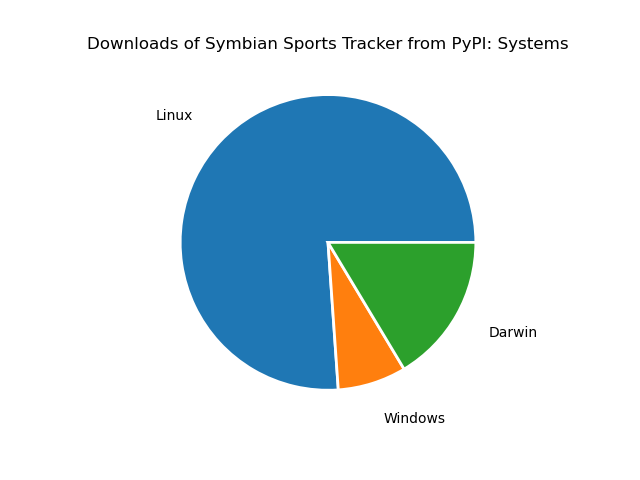 Downloads of Symbian Sports Tracker from PyPI: Systems
Linux
Darwin
Windows